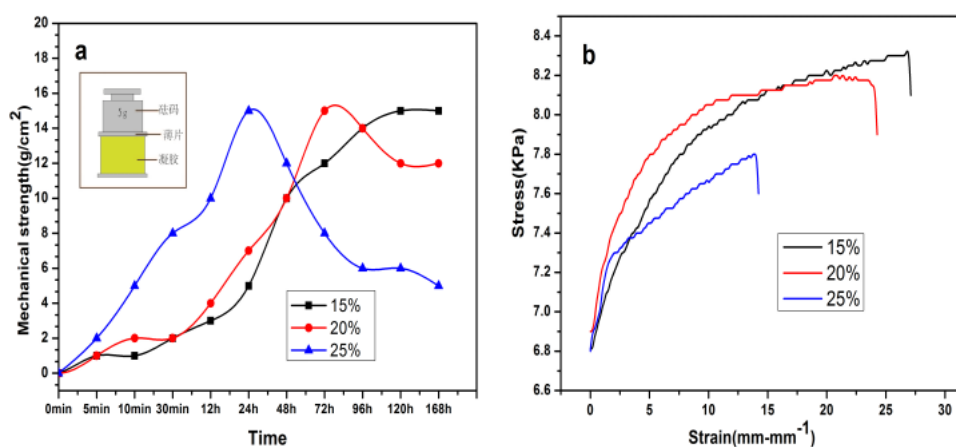 a
5g
砝码
薄片
凝胶
Mechanical strength(g/cm²)
20
18
16
14
12
10
8
6
4
2
0
15%
20%
25%
0min 5min 10min 30min 12h 24h 48h 72h 96h 120h 168h
Time
b
Stress(KPa)
8.4
8.2
8.0
7.8
7.6
7.4
7.2
7.0
6.8
6.6
15%
20%
25%
0 5 10 15 20 25 30
Strain(mm-mm⁻¹)